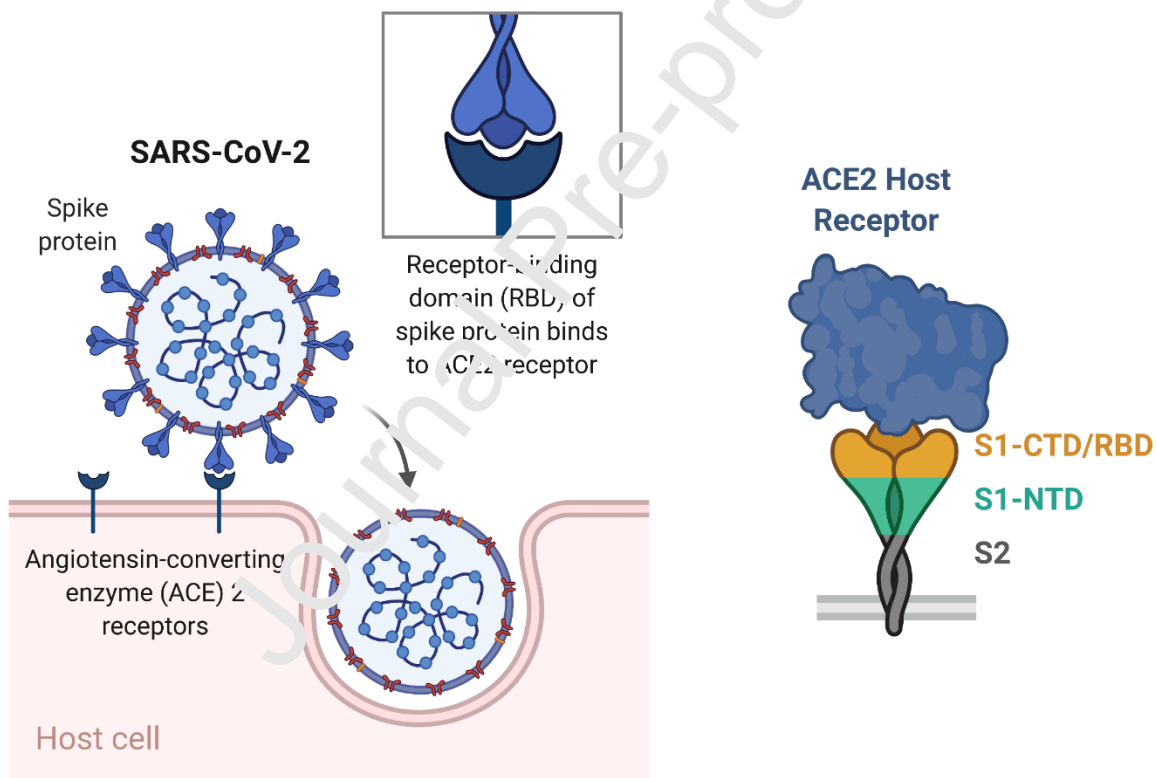 SARS-CoV-2
Spike
protein
Receptor-binding
domain (RBD) of
spike protein binds
to ACE2 receptor
Angiotensin-converting
enzyme (ACE) 2
receptors
Host cell
ACE2 Host
Receptor
S1-CTD/RBD
S1-NTD
S2
Journal Pre-pro